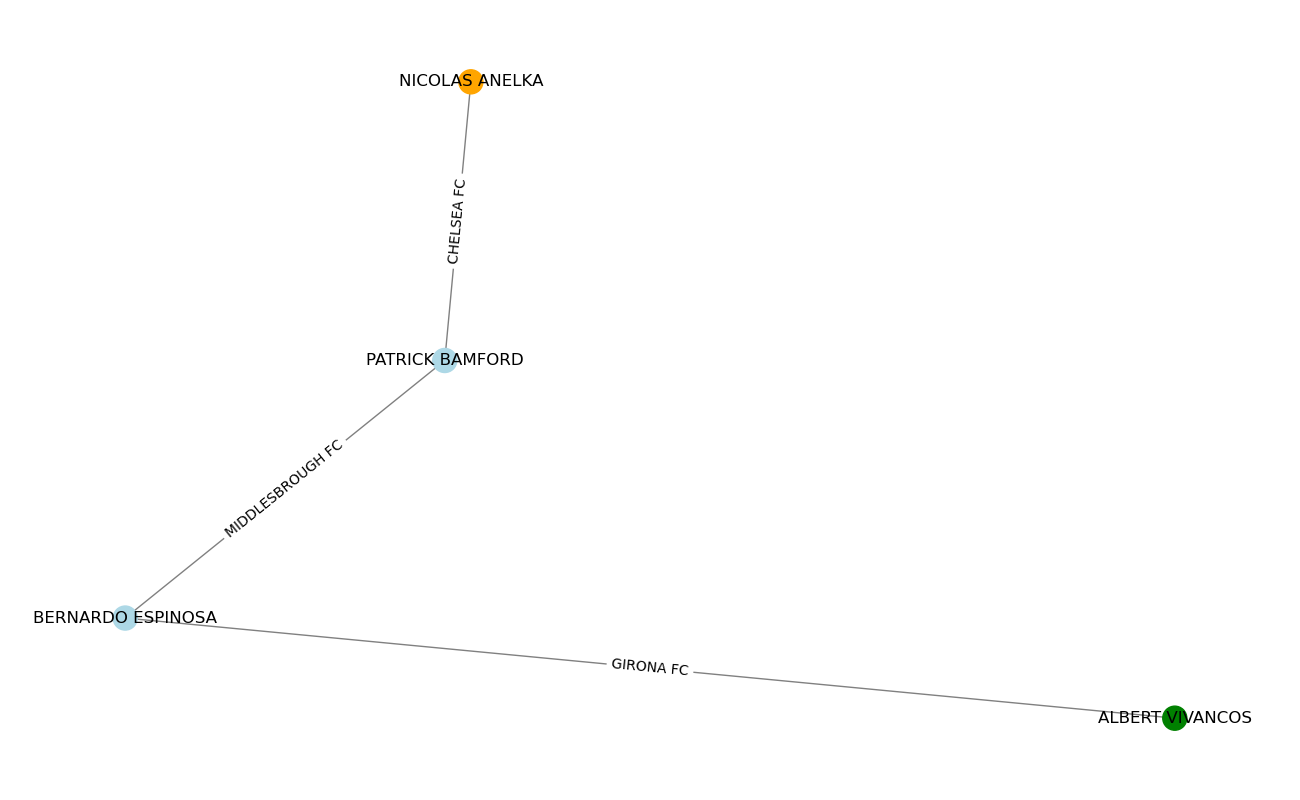 NICOLAS ANELKA
CHELSEA FC
PATRICK BAMFORD
MIDDLESBROUGH FC
BERNARDO ESPINOSA
GIRONA FC
ALBERT VIVANCOS